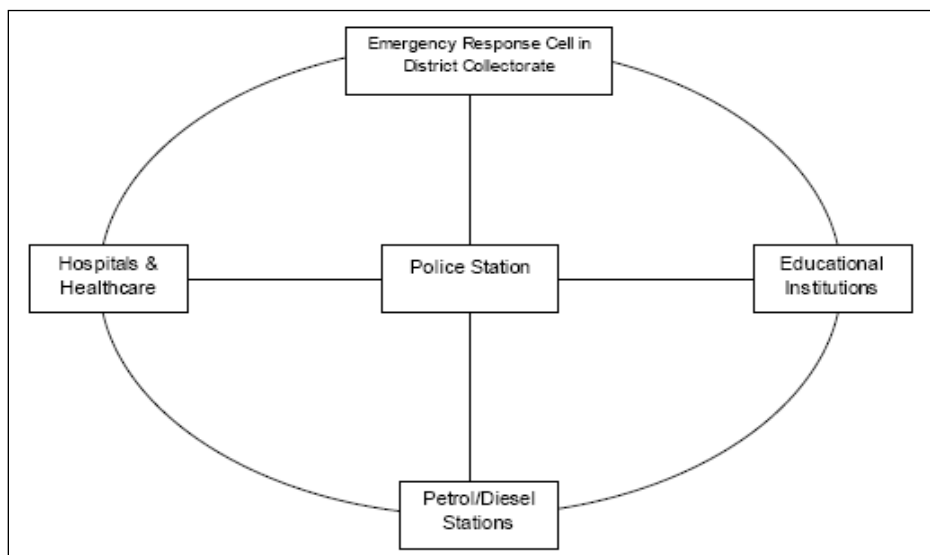 Emergency Response Cell in
District Collectorate
Hospitals &
Healthcare
Police Station
Educational
Institutions
Petrol/Diesel
Stations